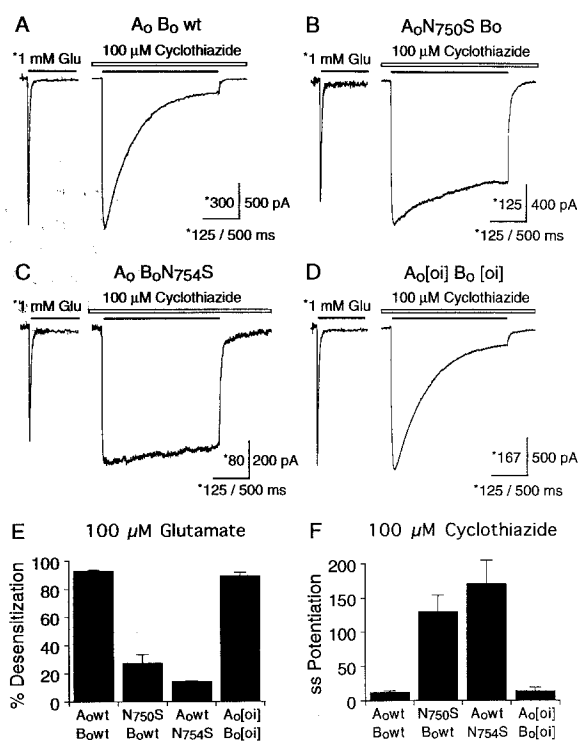 A
AO BO wt
*1 mM Glu
100 μM Cyclothiazide
*300
500 pA
*125 / 500 ms
B
AON750S BO
*1 mM Glu
100 μM Cyclothiazide
*125
400 pA
*125 / 500 ms
C
AO BON754S
*1 mM Glu
100 μM Cyclothiazide
*80
200 pA
*125 / 500 ms
D
AO[oi] BO [oi]
*1 mM Glu
100 μM Cyclothiazide
*167
500 pA
*125 / 500 ms
E
100 μM Glutamate
% Desensitization
100
80
60
40
20
0
AOwt N750S AOwt AO[oi]
BOwt BOwt N754S BO[oi]
F
100 μM Cyclothiazide
ss Potentiation
200
150
100
50
0
AOwt N750S AOwt AO[oi]
BOwt BOwt N754S BO[oi]